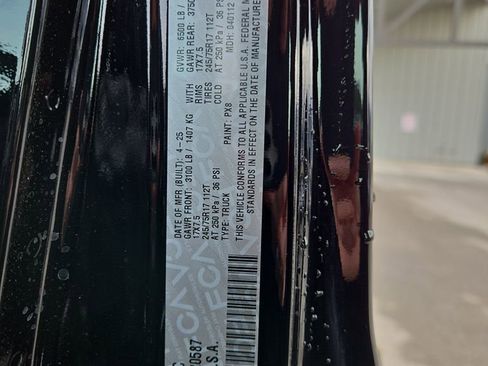 DATE OF MFR (BUILT): 4-25 GVWR: 6500 LB /
GAWR FRONT: 3100 LB / 1407 KG WITH GAWR REAR: 3750
17X7.5 RIMS 17X7.5
245/75R17 112T TIRES 245/75R17 112T
AT 250 kPa / 36 PSI COLD AT 250 kPa / 36 PSI
TYPE: TRUCK PAINT: PX8 MDH: 040112
THIS VEHICLE CONFORMS TO ALL APPLICABLE U.S.A. FEDERAL M
STANDARDS IN EFFECT ON THE DATE OF MANUFACTURE
0587
S.A.